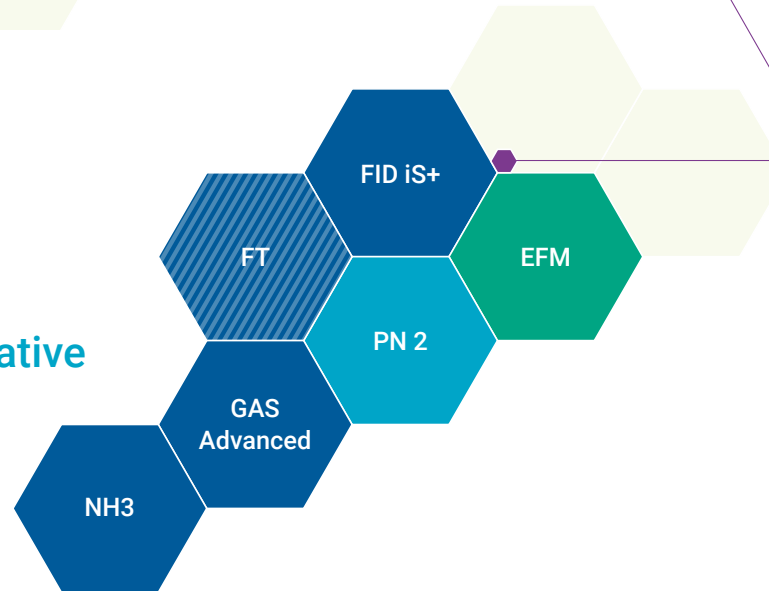 FID iS+
FT
EFM
PN 2
ative
GAS
Advanced
NH3